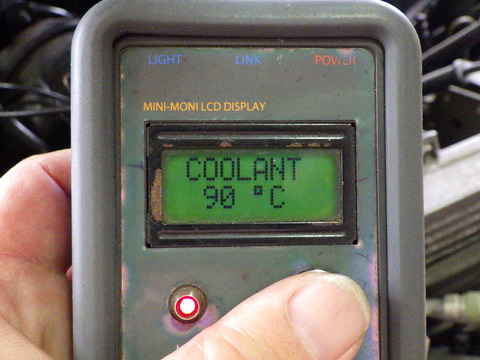 LIGHT LINK POWER
MINI-MONI LCD DISPLAY
COOLANT
90 °C